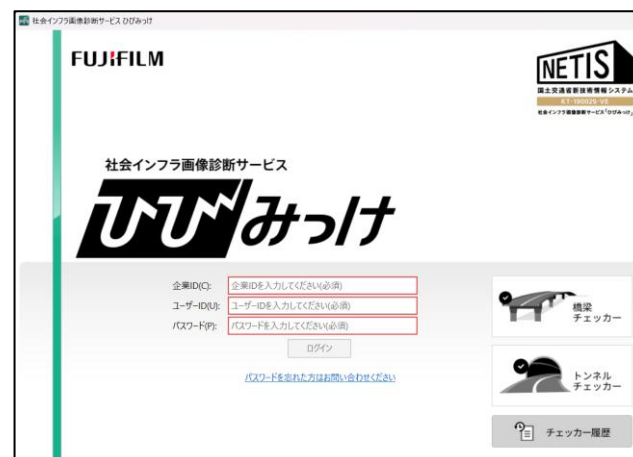 社会インフラ画像診断サービス ひびみっけ
FUJIFILM
NETIS
国土交通省新技術情報システム
KT-190025-VE
社会インフラ画像診断サービス「ひびみっけ」
社会インフラ画像診断サービス
ひびみっけ
企業ID(C):
企業IDを入力してください(必須)
ユーザーID(U):
ユーザーIDを入力してください(必須)
パスワード(P):
パスワードを入力してください(必須)
ログイン
パスワードを忘れた方はお問い合わせください
橋梁
チェッカー
トンネル
チェッカー
チェッカー履歴